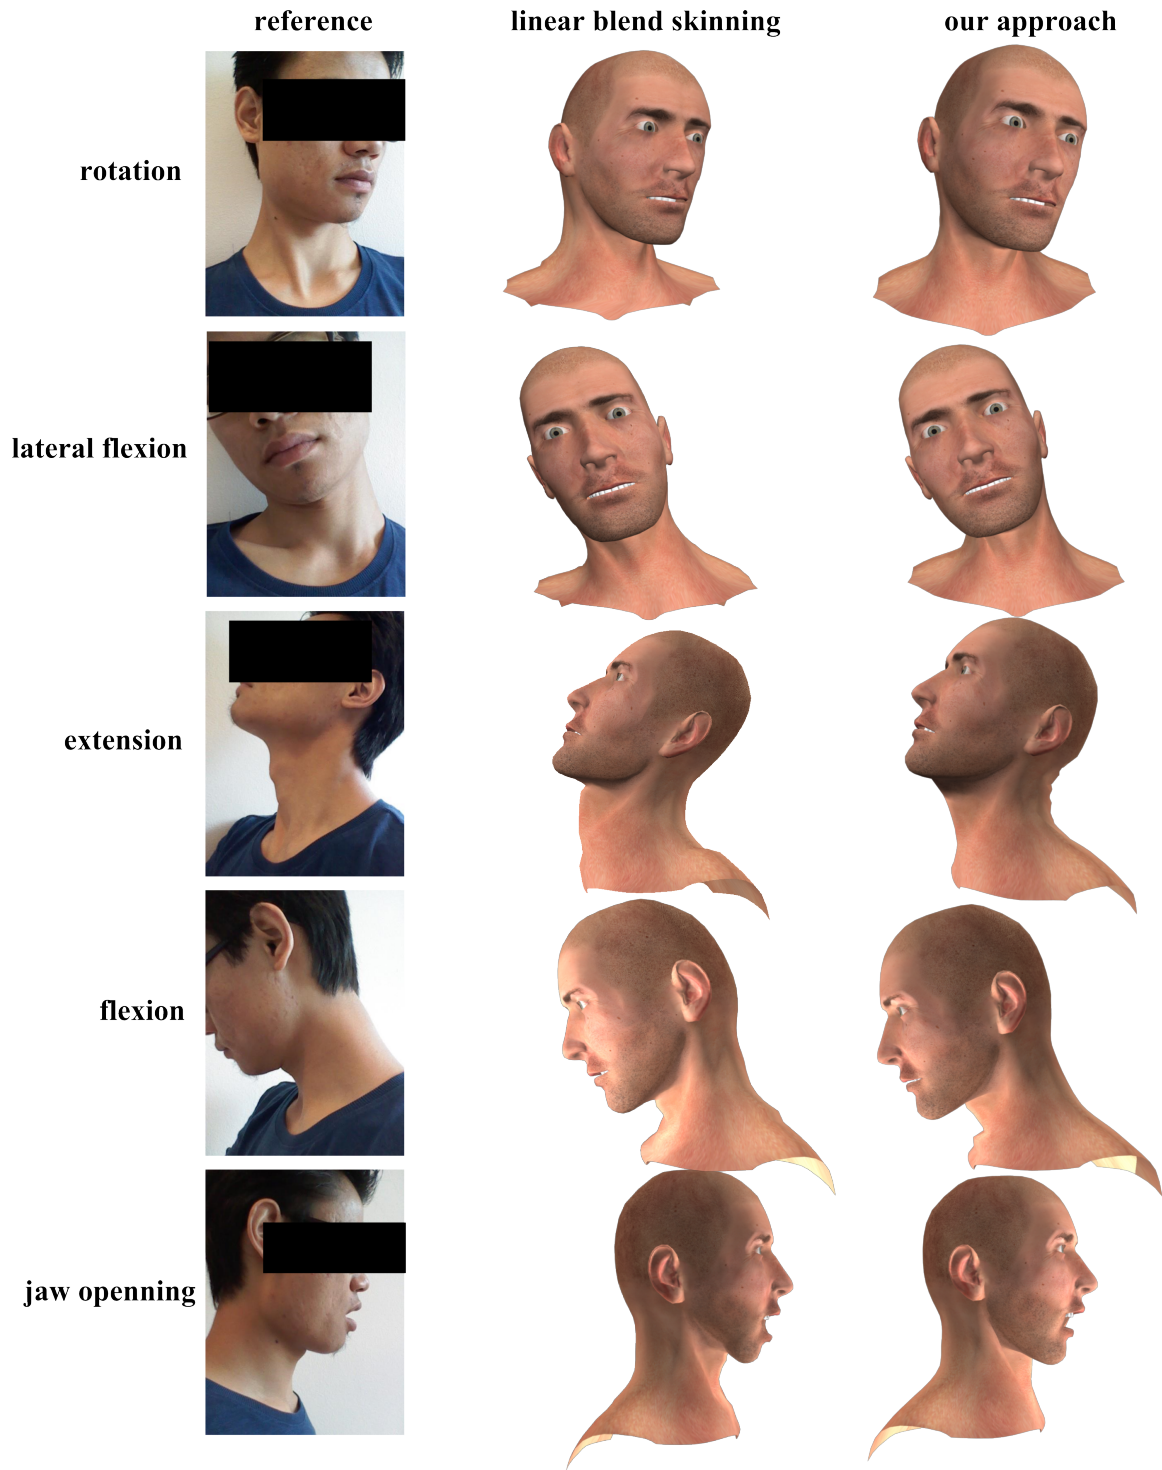 reference linear blend skinning our approach
rotation
lateral flexion
extension
flexion
jaw openning